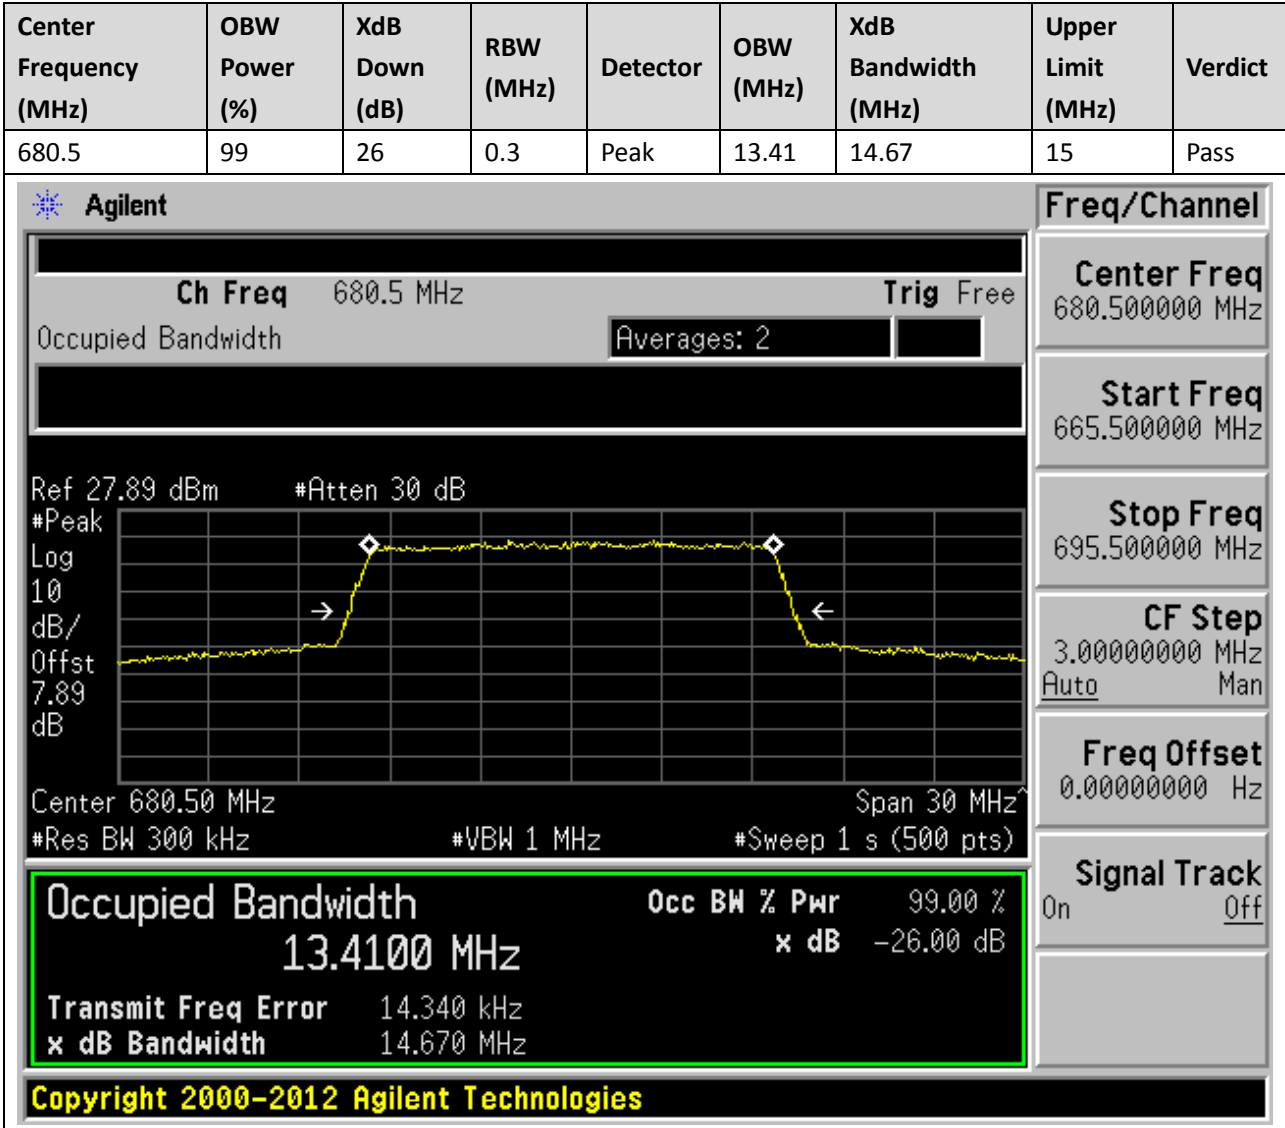 Center Frequency (MHz) OBW Power (%) XdB Down (dB) RBW (MHz) Detector OBW (MHz) XdB Bandwidth (MHz) Upper Limit (MHz) Verdict
680.5 99 26 0.3 Peak 13.41 14.67 15 Pass
Agilent
Freq/Channel
Ch Freq 680.5 MHz Trig Free
Occupied Bandwidth Averages: 2
Center Freq
680.500000 MHz
Start Freq
665.500000 MHz
Stop Freq
695.500000 MHz
CF Step
3.00000000 MHz
Auto Man
Freq Offset
0.00000000 Hz
Signal Track
On Off
Ref 27.89 dBm #Atten 30 dB
#Peak
Log
10
dB/
Offst
7.89
dB
Center 680.50 MHz Span 30 MHz^
#Res BW 300 kHz #VBW 1 MHz #Sweep 1 s (500 pts)
Occupied Bandwidth Occ BW % Pwr 99.00 %
13.4100 MHz x dB -26.00 dB
Transmit Freq Error 14.340 kHz
x dB Bandwidth 14.670 MHz
Copyright 2000-2012 Agilent Technologies